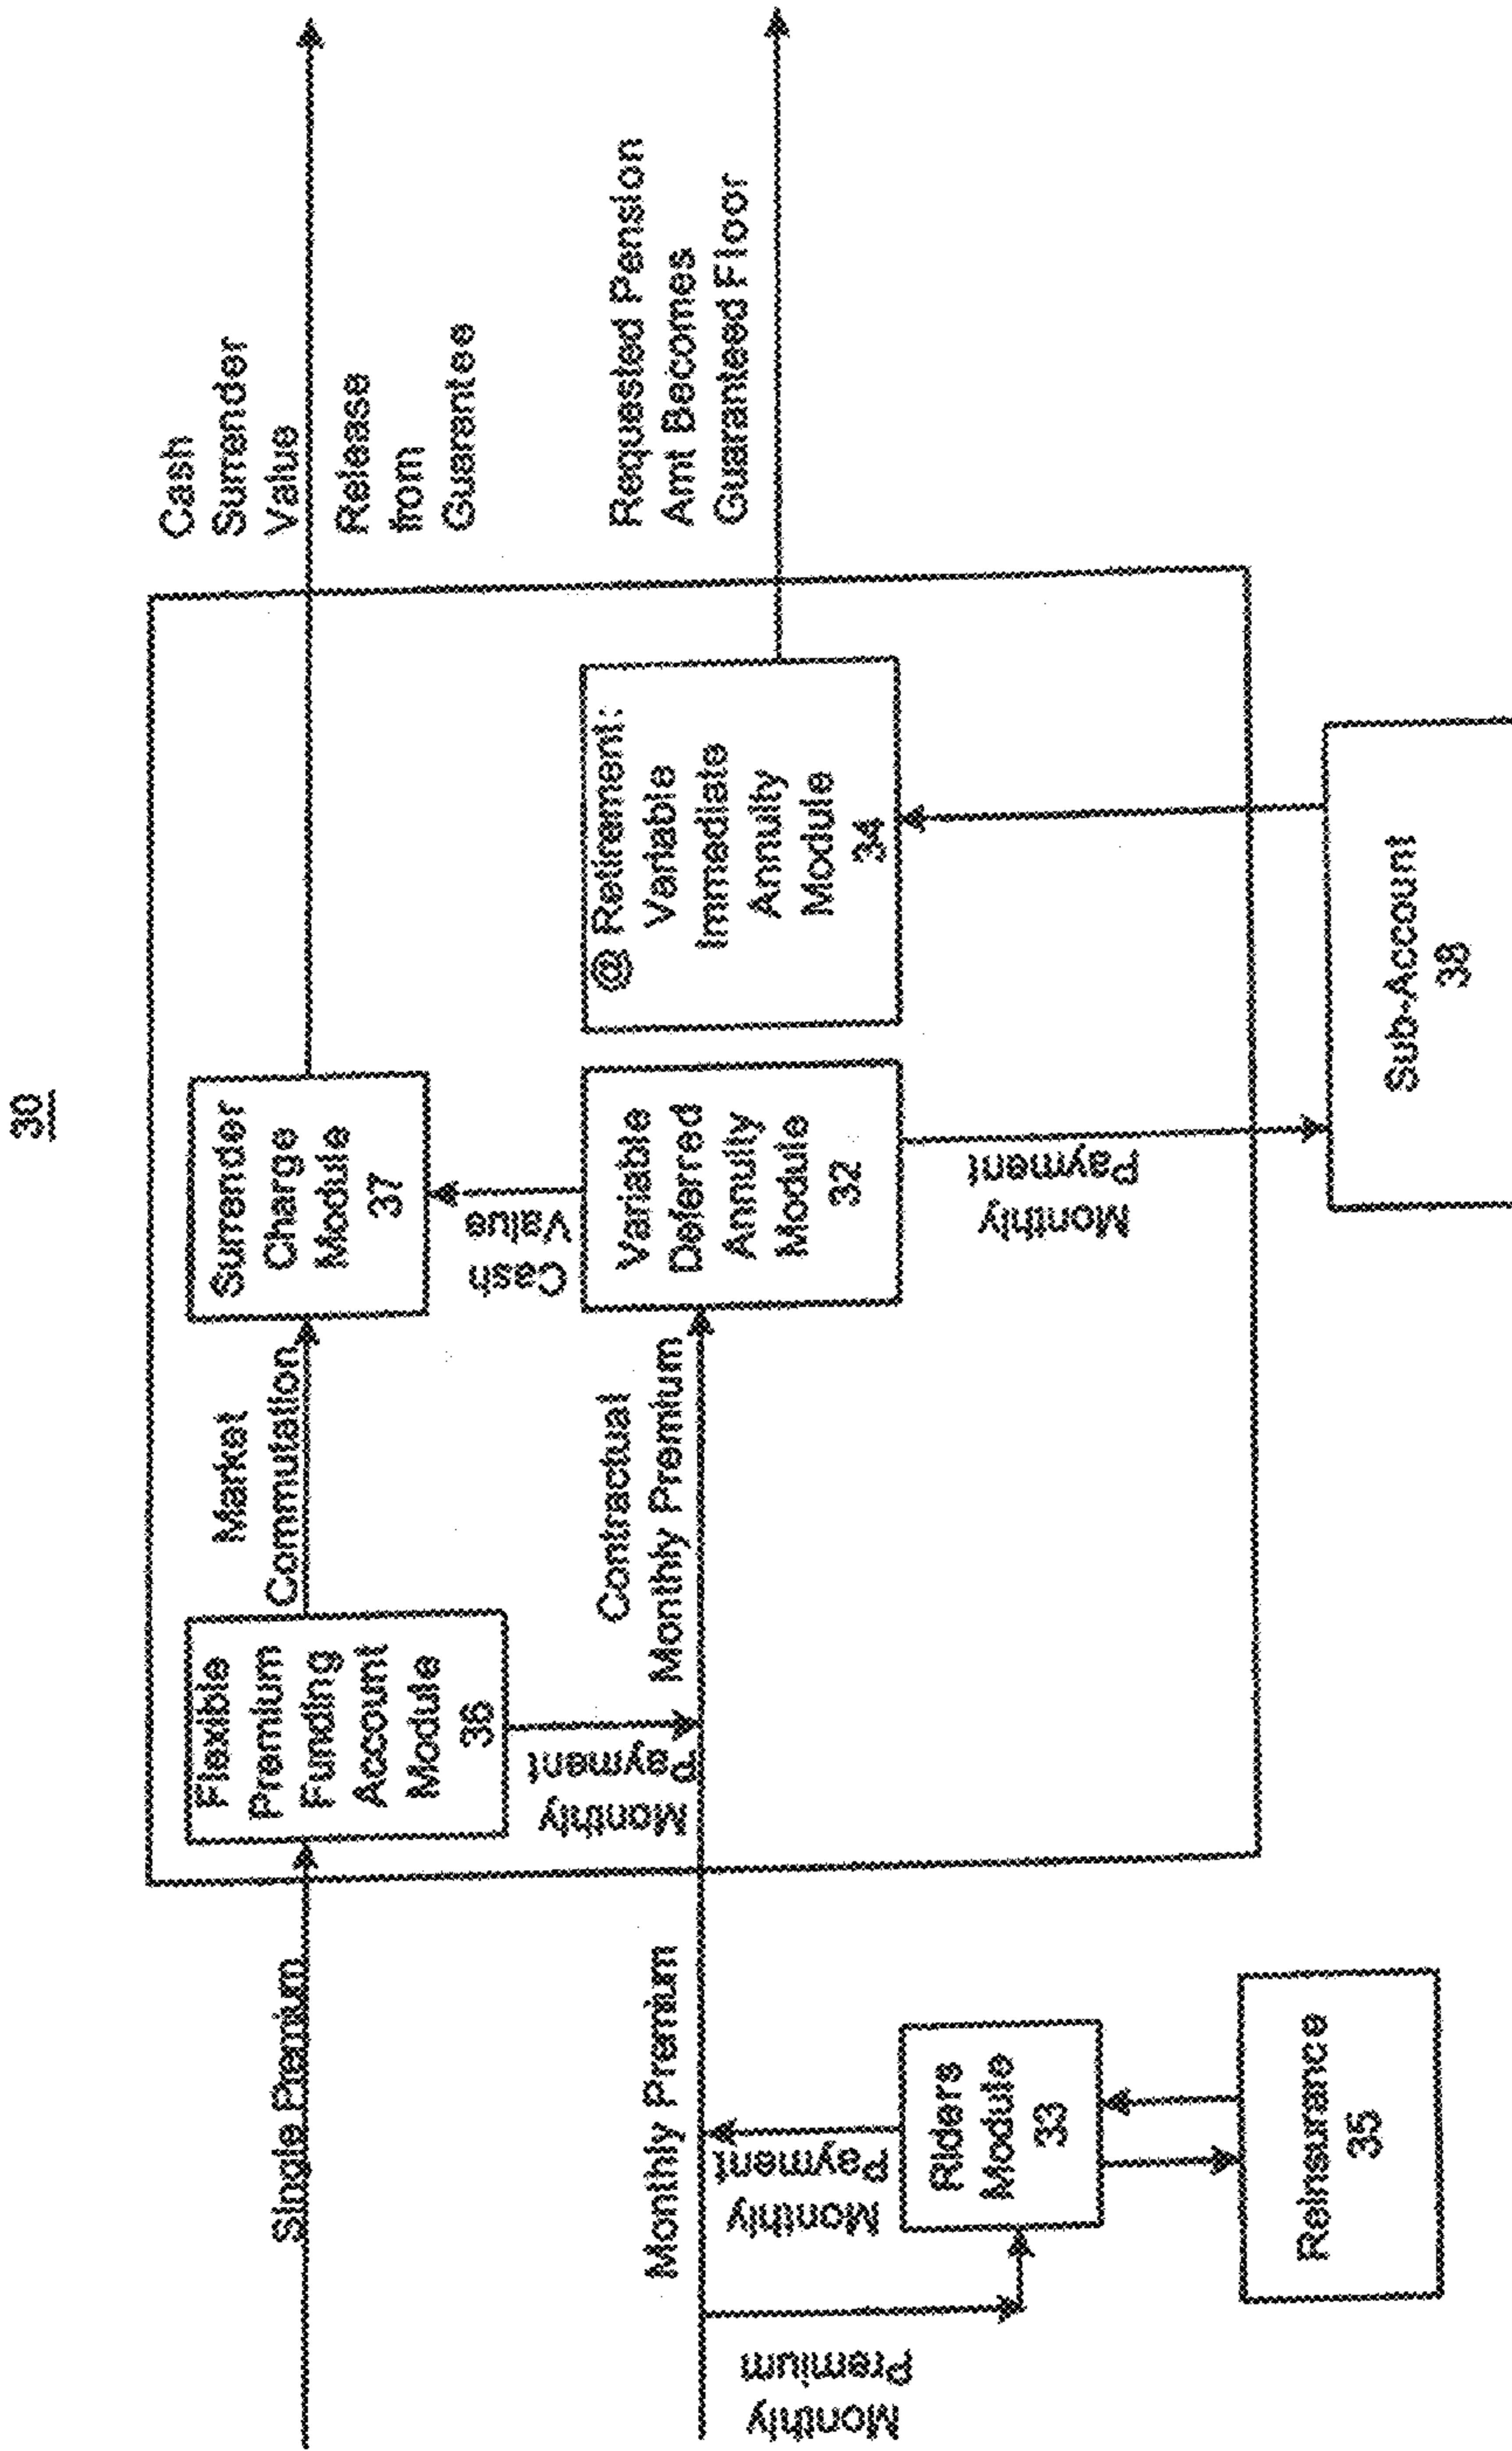 30
Single Premium
Flexible
Premium
Funding
Account
Module
36
Market
Commutation
Surrender
Charge
Module
37
Cash
Surrender
Value
Release
from
Guarantee
Monthly
Payment
Cash
Value
Monthly Premium
Contractual
Monthly Premium
Variable
Deferred
Annuity
Module
32
@ Retirement:
Variable
Immediate
Annuity
Module
34
Requested Pension
Amt Becomes
Guaranteed Floor
Monthly
Premium
Monthly
Payment
Riders
Module
33
Monthly
Payment
Reinsurance
35
Sub-Account
38